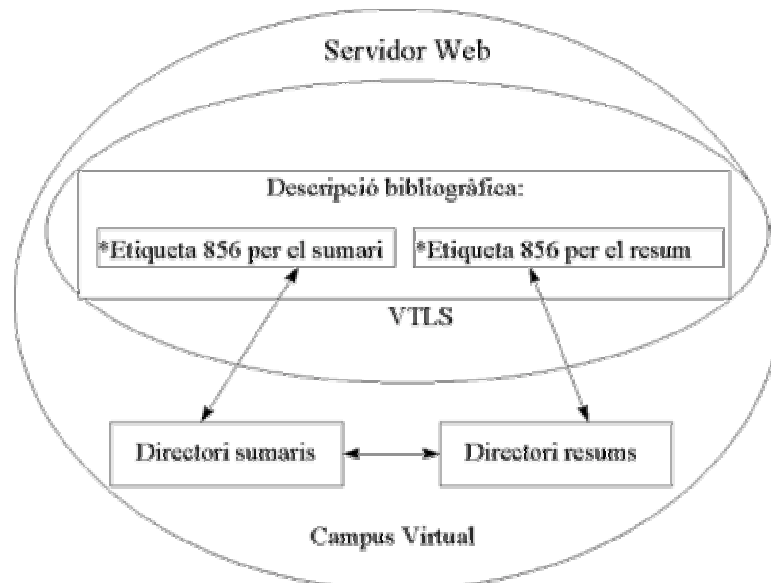 Servidor Web
Descripció bibliogràfica:
*Etiqueta 856 per el sumari
*Etiqueta 856 per el resum
VTLS
Directori sumaris
Directori resums
Campus Virtual